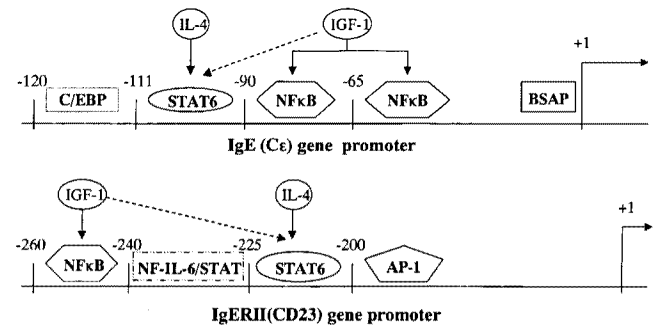 IL-4 IGF-1
+1
-120 -111 -90 -65
C/EBP STAT6 NFκB NFκB BSAP
IgE (Cε) gene promoter
IGF-1 IL-4
+1
-260 -240 -225 -200
NFκB NF-IL-6/STAT STAT6 AP-1
IgERII(CD23) gene promoter